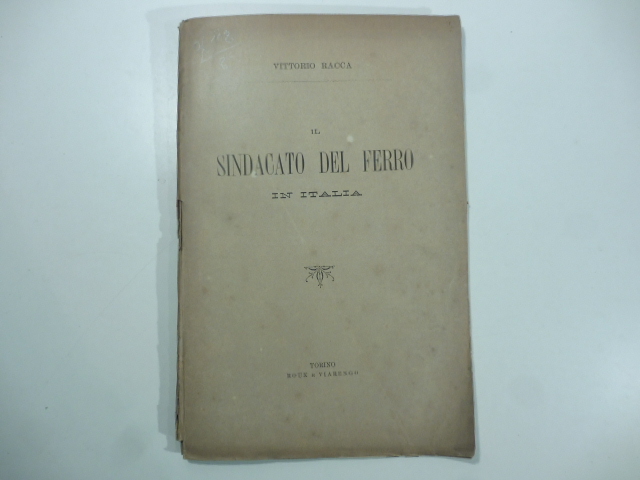 VITTORIO RACCA
IL
SINDACATO DEL FERRO
IN ITALIA
TORINO
ROUX e VIARENGO